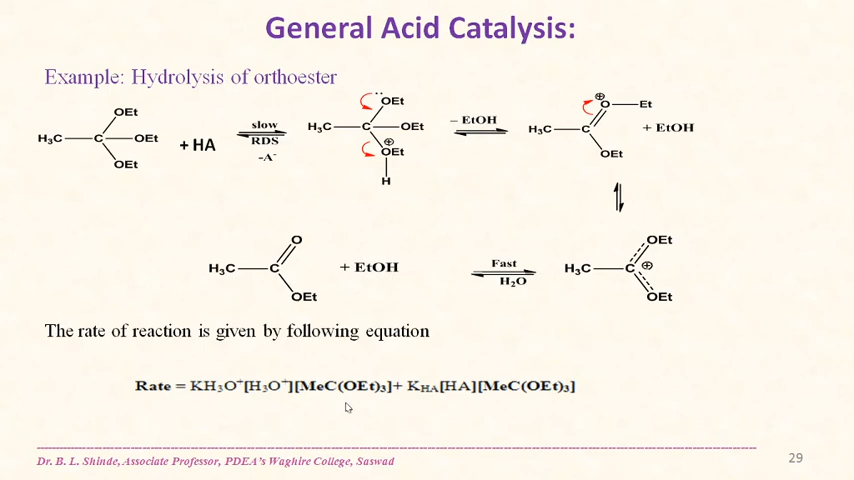 General Acid Catalysis:
Example: Hydrolysis of orthoester
OEt
H₃C—C—OEt
OEt
+ HA
slow
RDS
-A⁻
OEt
H₃C—C—OEt
⊕
OEt
H
− EtOH
⊕
O—Et
H₃C—C
OEt
+ EtOH
O
H₃C—C
OEt
+ EtOH
Fast
H₂O
OEt
H₃C—C ⊕
OEt
The rate of reaction is given by following equation
Rate = KH₃O⁺[H₃O⁺][MeC(OEt)₃]+ K_HA[HA][MeC(OEt)₃]
Dr. B. L. Shinde, Associate Professor, PDEA's Waghire College, Saswad
29